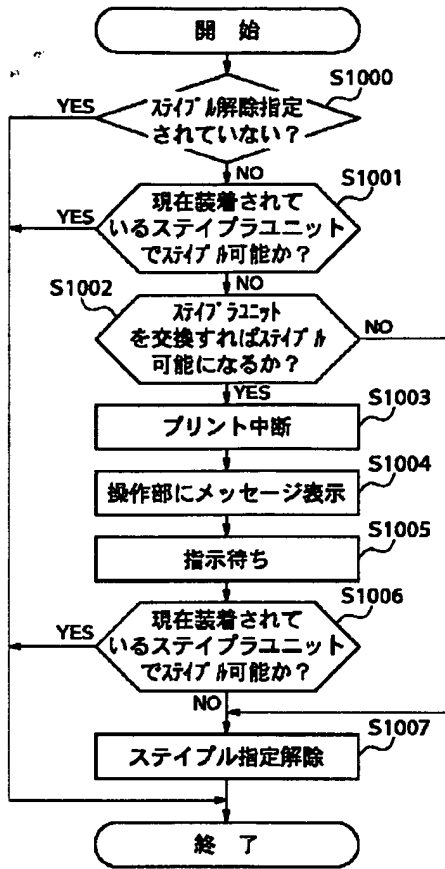 開始
S1000
YES
ステイプル解除指定
されていない？
NO
S1001
現在装着されて
YES
いるステイプラユニット
でステイプル可能か？
S1002
NO
ステイプラユニット
NO
を交換すればステイプル
可能になるか？
YES
S1003
プリント中断
S1004
操作部にメッセージ表示
S1005
指示待ち
S1006
現在装着されて
YES
いるステイプラユニット
でステイプル可能か？
NO
S1007
ステイプル指定解除
終了